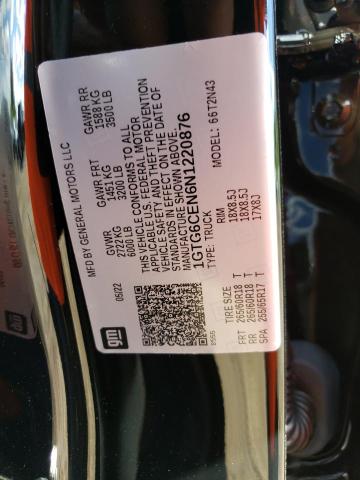 MFD BY GENERAL MOTORS LLC
05/22
GVWR GAWR FRT GAWR RR
2722 KG 1451 KG 1588 KG
6000 LB 3200 LB 3500 LB
THIS VEHICLE CONFORMS TO ALL
APPLICABLE U.S. FEDERAL MOTOR
VEHICLE SAFETY, AND THEFT PREVENTION
STANDARDS IN EFFECT ON THE DATE OF
MANUFACTURE SHOWN ABOVE.
1GTG6CEN6N1220876
TYPE: TRUCK MODEL: 66T2N43
TIRE SIZE RIM
FRT 265/60R18 T 18X8.5J
RR 265/60R18 T 18X8.5J
SPA 265/65R17 T 17X8J
gm